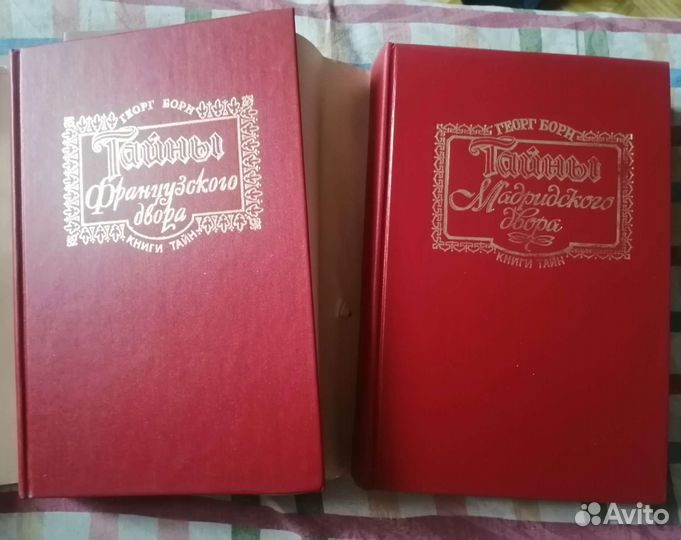 ГЕОРГ БОРН
Тайны
Французского
двора
КНИГИ ТАЙН
ГЕОРГ БОРН
Тайны
Мадридского
двора
КНИГИ ТАЙН
Avito